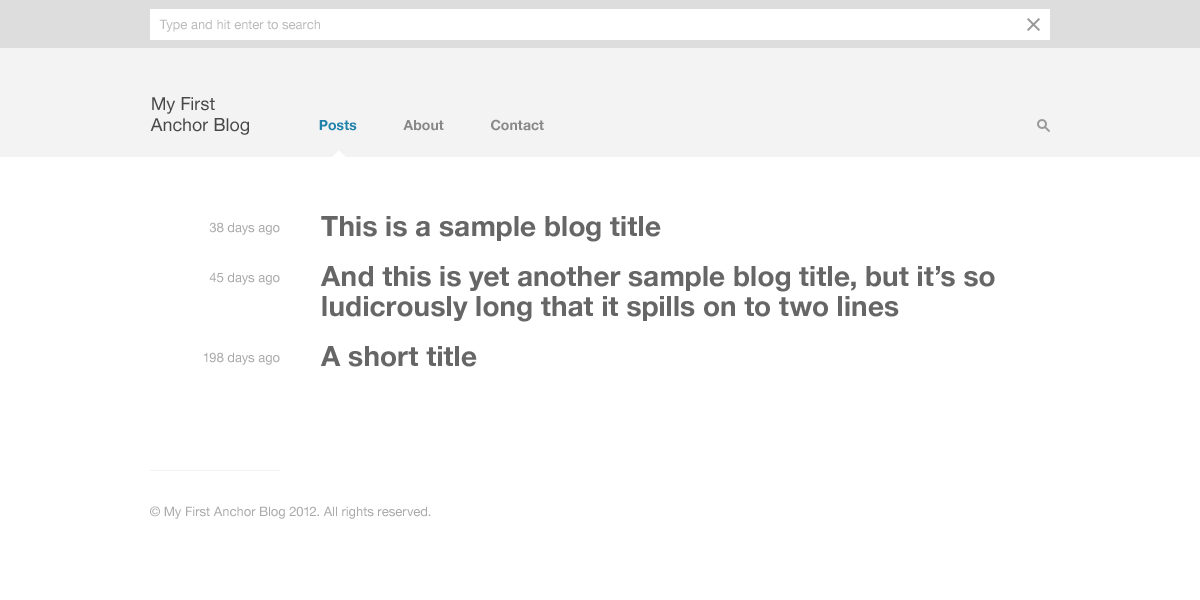 Type and hit enter to search
My First
Anchor Blog
Posts
About
Contact
38 days ago
This is a sample blog title
45 days ago
And this is yet another sample blog title, but it’s so
ludicrously long that it spills on to two lines
198 days ago
A short title
© My First Anchor Blog 2012. All rights reserved.